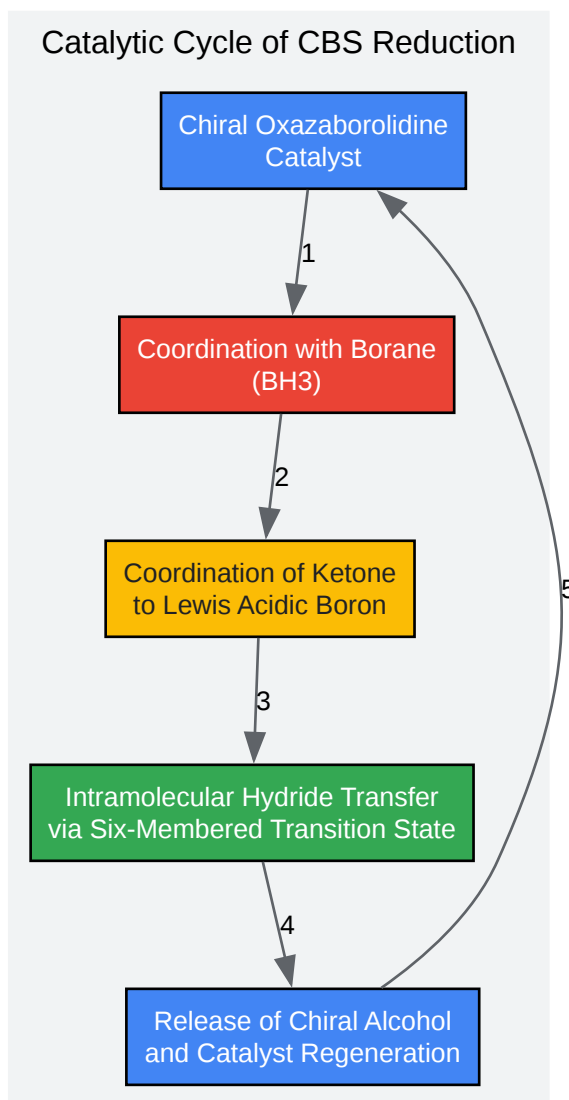 Catalytic Cycle of CBS Reduction
Chiral Oxazaborolidine
Catalyst
1
Coordination with Borane
(BH3)
2
Coordination of Ketone
to Lewis Acidic Boron
5
3
Intramolecular Hydride Transfer
via Six-Membered Transition State
4
Release of Chiral Alcohol
and Catalyst Regeneration